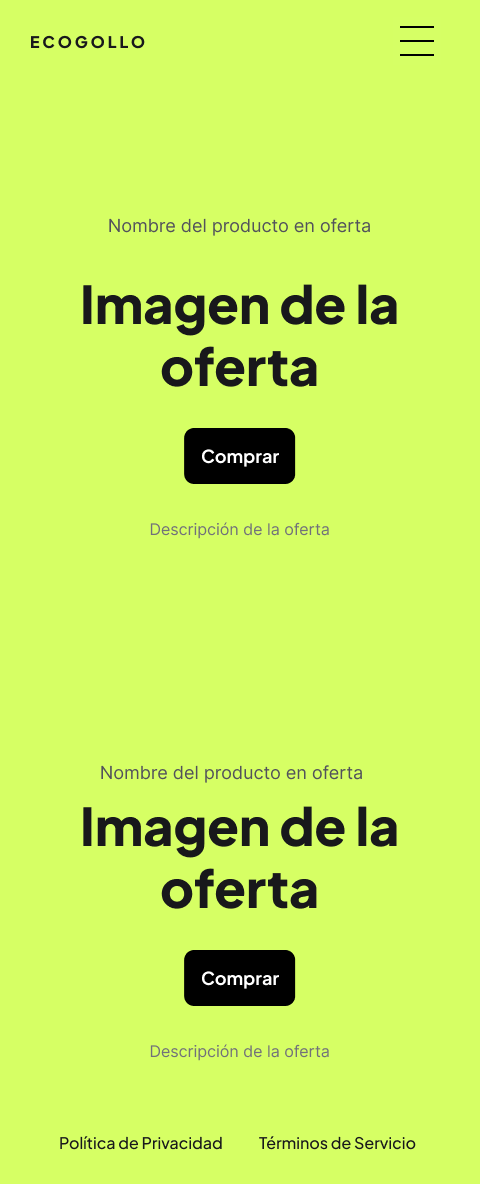 ECOGOLLO
Nombre del producto en oferta
Imagen de la
oferta
Comprar
Descripción de la oferta
Nombre del producto en oferta
Imagen de la
oferta
Comprar
Descripción de la oferta
Política de Privacidad Términos de Servicio